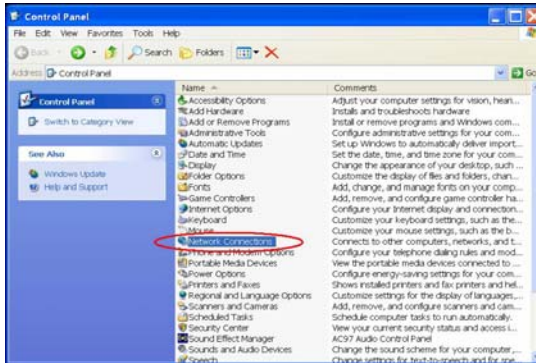 Control Panel
File Edit View Favorites Tools Help
Back Search Folders
Address Control Panel Go
Name Comments
Control Panel
Switch to Category View
See Also
Windows Update
Help and Support
Accessibility Options Adjust your computer settings for vision, hean...
Add Hardware Installs and troubleshoots hardware
Add or Remove Programs Install or remove programs and Windows com...
Administrative Tools Configure administrative settings for your com...
Automatic Updates Set up Windows to automatically deliver import...
Date and Time Set the date, time, and time zone for your com...
Display Change the appearance of your desktop, such ...
Folder Options Customize the display of files and folders, chan...
Fonts Add, change, and manage fonts on your comp...
Game Controllers Add, remove, and configure game controller ha...
Internet Options Configure your Internet display and connection...
Keyboard Customize your keyboard settings, such as the...
Mouse Customize your mouse settings, such as the b...
Network Connections Connects to other computers, networks, and t...
Phone and Modem Options Configure your telephone dialing rules and mod...
Portable Media Devices View the portable media devices connected to ...
Power Options Configure energy-saving settings for your com...
Printers and Faxes Shows installed printers and fax printers and hel...
Regional and Language Options Customize settings for the display of languages,...
Scanners and Cameras Add, remove, and configure scanners and cam...
Scheduled Tasks Schedule computer tasks to run automatically.
Security Center View your current security status and access i...
Sound Effect Manager AC97 Audio Control Panel
Sounds and Audio Devices Change the sound scheme for your computer,...
Speech Change settings for text-to-speech and for spe...